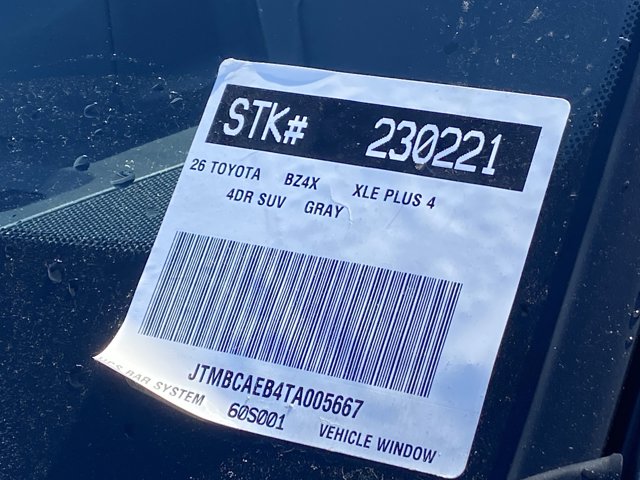 STK# 230221
26 TOYOTA BZ4X XLE PLUS 4
4DR SUV GRAY
JTMBCAEB4TA005667
BAR SYSTEM
60S001
VEHICLE WINDOW